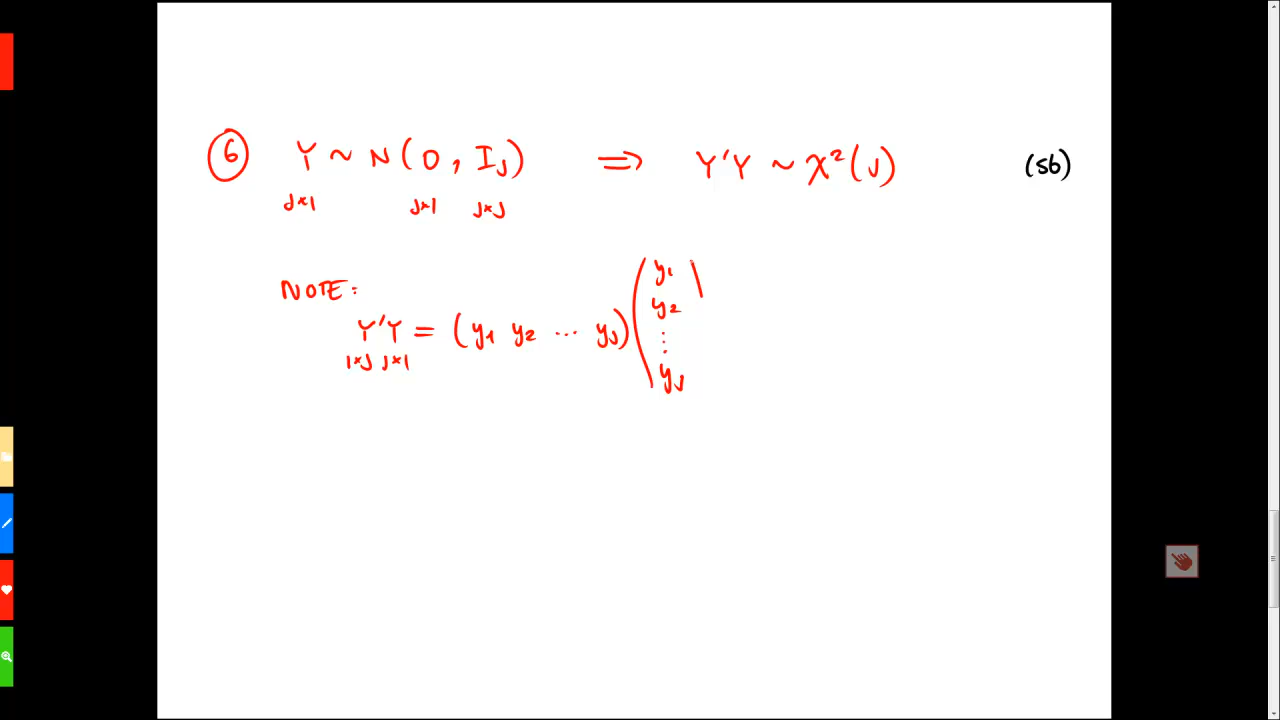 ⑥ Y ~ N(0, I_J) ⇒ Y'Y ~ χ²(J) (56)
J×1 J×1 J×J
NOTE:
Y'Y = (y₁ y₂ ⋯ y_J) (y₁
y₂
⋮
y_J
1×J J×1